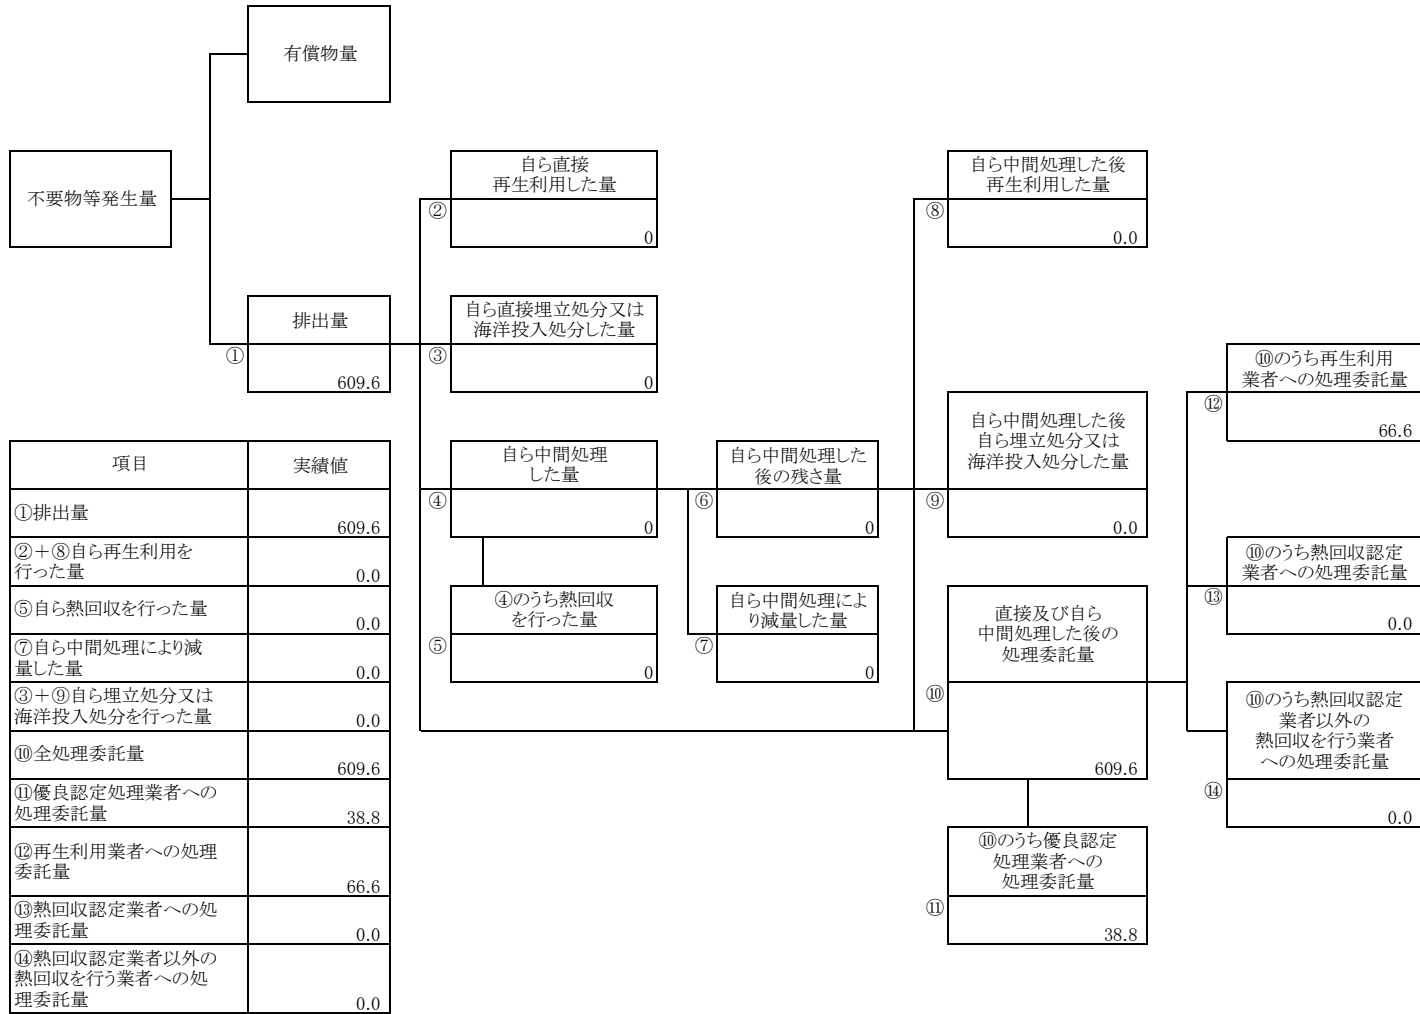 有償物量
不要物等発生量
①
排出量
609.6
②
自ら直接
再生利用した量
0
③
自ら直接埋立処分又は
海洋投入処分した量
0
④
自ら中間処理
した量
0
⑤
④のうち熱回収
を行った量
0
⑥
自ら中間処理した
後の残さ量
0
⑦
自ら中間処理によ
り減量した量
0
⑧
自ら中間処理した後
再生利用した量
0.0
⑨
自ら中間処理した後
自ら埋立処分又は
海洋投入処分した量
0.0
⑩
直接及び自ら
中間処理した後の
処理委託量
609.6
⑪
⑩のうち優良認定
処理業者への
処理委託量
38.8
⑫
⑩のうち再生利用
業者への処理委託量
66.6
⑬
⑩のうち熱回収認定
業者への処理委託量
0.0
⑭
⑩のうち熱回収認定
業者以外の
熱回収を行う業者
への処理委託量
0.0
項目 実績値
①排出量
609.6
②+⑧自ら再生利用を
行った量
0.0
⑤自ら熱回収を行った量
0.0
⑦自ら中間処理により減
量した量
0.0
③+⑨自ら埋立処分又は
海洋投入処分を行った量
0.0
⑩全処理委託量
609.6
⑪優良認定処理業者への
処理委託量
38.8
⑫再生利用業者への処理
委託量
66.6
⑬熱回収認定業者への処
理委託量
0.0
⑭熱回収認定業者以外の
熱回収を行う業者への処
理委託量
0.0